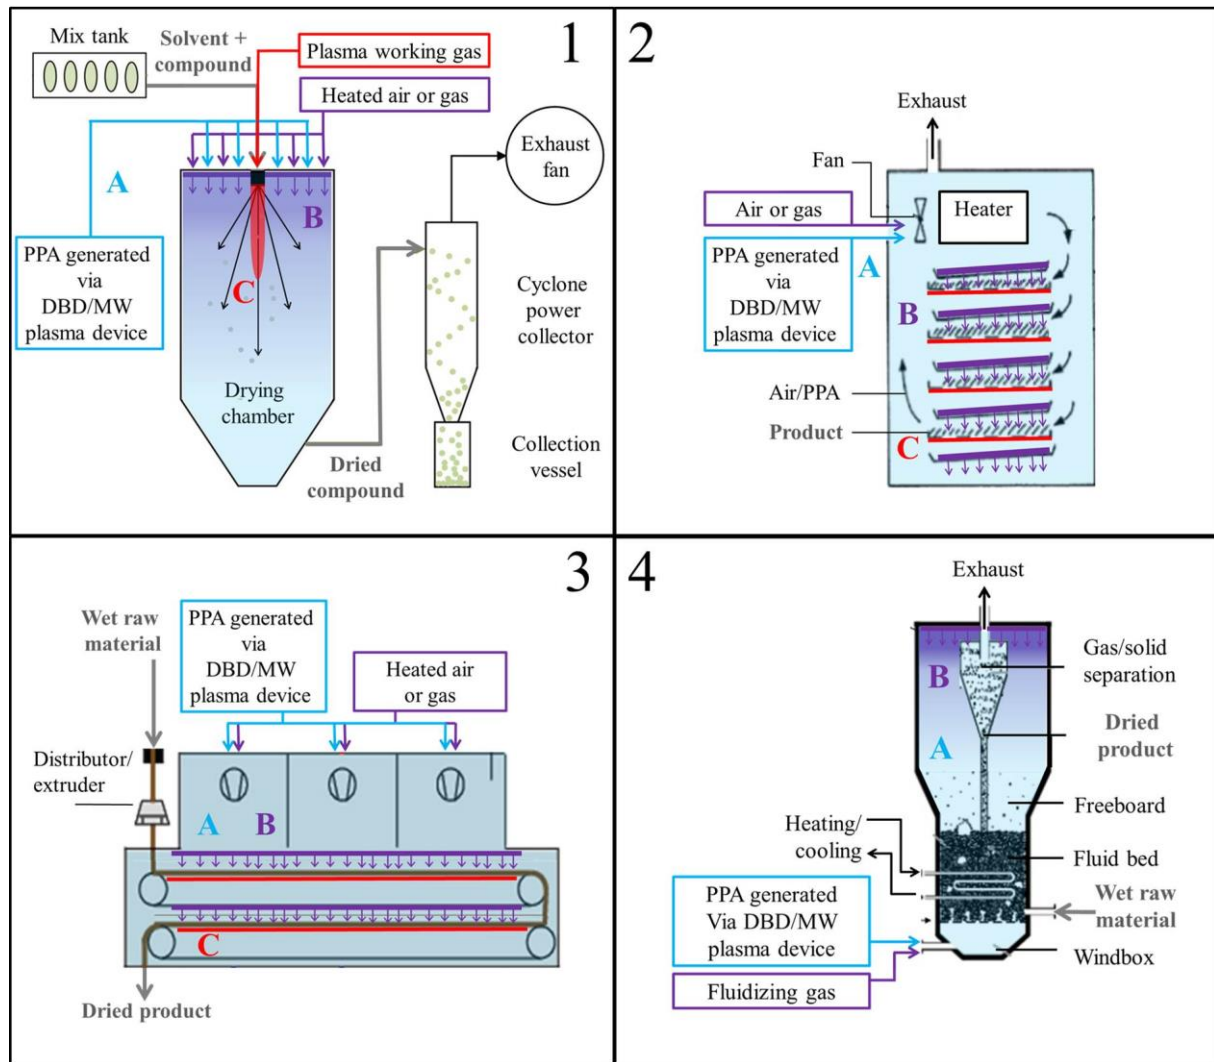 1
Mix tank
Solvent +
compound
Plasma working gas
Heated air or gas
A
B
C
PPA generated
via
DBD/MW
plasma device
Exhaust
fan
Cyclone
power
collector
Drying
chamber
Dried
compound
Collection
vessel
2
Exhaust
Fan
Heater
Air or gas
PPA generated
via
DBD/MW
plasma device
A
B
Air/PPA
Product
C
3
Wet raw
material
PPA generated
via
DBD/MW
plasma device
Heated air
or gas
Distributor/
extruder
A
B
C
Dried product
4
Exhaust
Gas/solid
separation
B
Dried
product
A
Freeboard
Heating/
cooling
Fluid bed
PPA generated
Via DBD/MW
plasma device
Wet raw
material
Windbox
Fluidizing gas